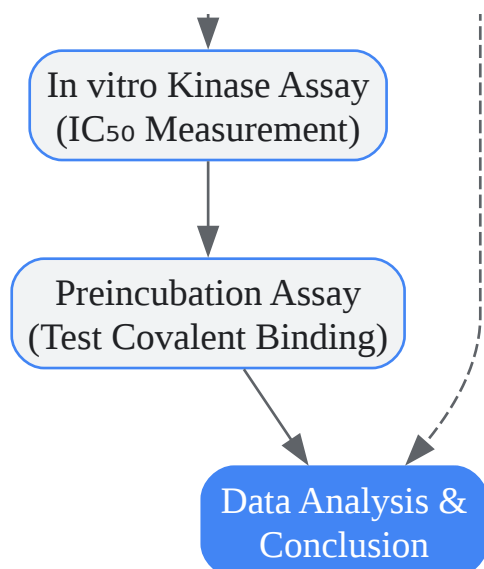 In vitro Kinase Assay
(IC50 Measurement)
Preincubation Assay
(Test Covalent Binding)
Data Analysis &
Conclusion